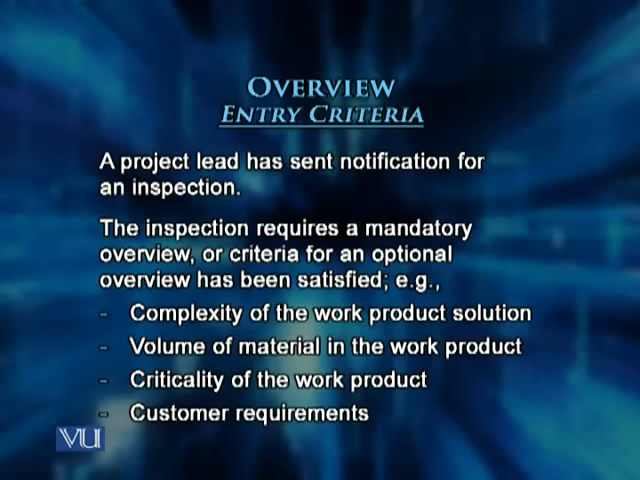 OVERVIEW
ENTRY CRITERIA
A project lead has sent notification for
an inspection.
The inspection requires a mandatory
overview, or criteria for an optional
overview has been satisfied; e.g.,
- Complexity of the work product solution
- Volume of material in the work product
- Criticality of the work product
- Customer requirements
VU